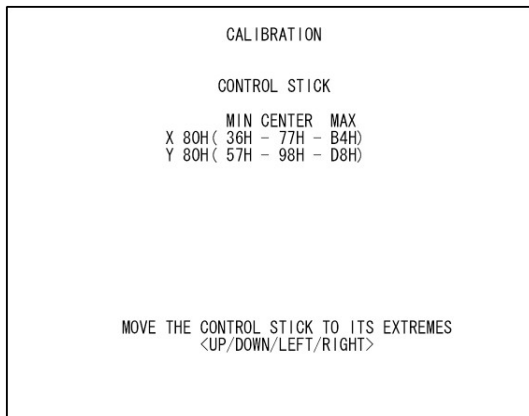 CALIBRATION
CONTROL STICK
MIN CENTER MAX
X 80H( 36H - 77H - B4H)
Y 80H( 57H - 98H - D8H)
MOVE THE CONTROL STICK TO ITS EXTREMES
<UP/DOWN/LEFT/RIGHT>